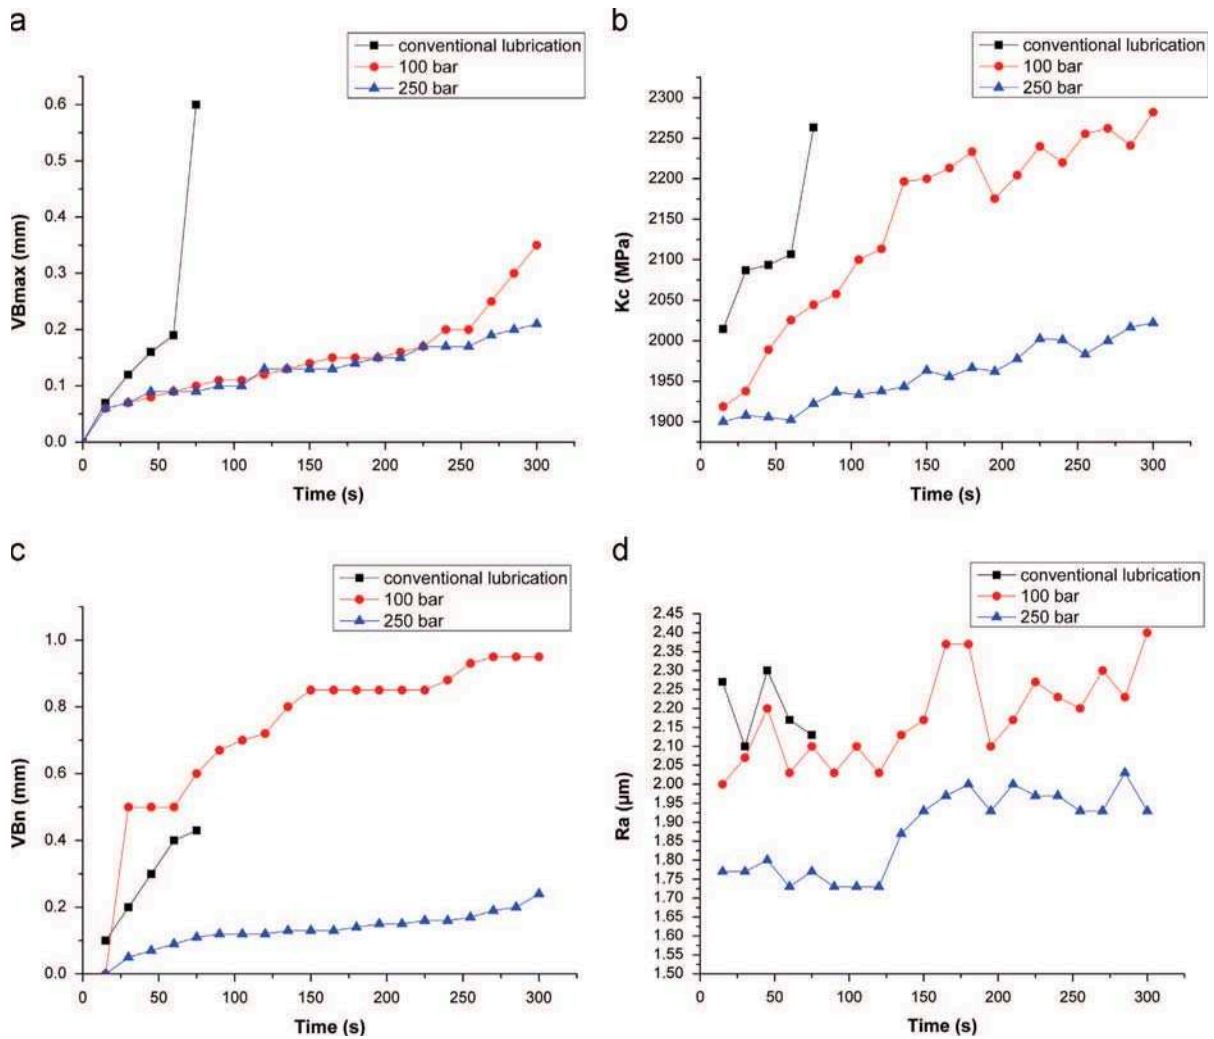 a
conventional lubrication
100 bar
250 bar
0.6
0.5
0.4
0.3
0.2
0.1
0.0
VBmax (mm)
0 50 100 150 200 250 300
Time (s)
b
conventional lubrication
100 bar
250 bar
2300
2250
2200
2150
2100
2050
2000
1950
1900
Kc (MPa)
0 50 100 150 200 250 300
Time (s)
c
conventional lubrication
100 bar
250 bar
1.0
0.8
0.6
0.4
0.2
0.0
VBn (mm)
0 50 100 150 200 250 300
Time (s)
d
conventional lubrication
100 bar
250 bar
2.45
2.40
2.35
2.30
2.25
2.20
2.15
2.10
2.05
2.00
1.95
1.90
1.85
1.80
1.75
1.70
1.65
1.60
1.55
1.50
Ra (µm)
0 50 100 150 200 250 300
Time (s)